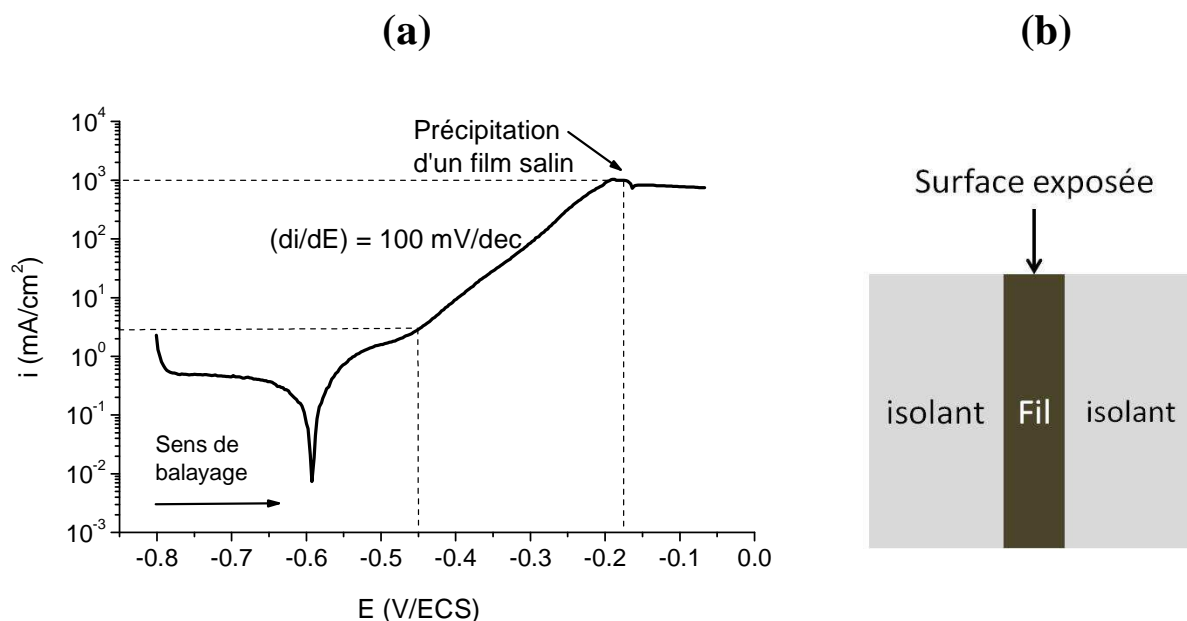 (a)
(b)
10^4
10^3
10^2
10^1
10^0
10^-1
10^-2
10^-3
i (mA/cm^2)
Précipitation
d'un film salin
(di/dE) = 100 mV/dec
Sens de
balayage
-0.8 -0.7 -0.6 -0.5 -0.4 -0.3 -0.2 -0.1 0.0
E (V/ECS)
Surface exposée
isolant Fil isolant